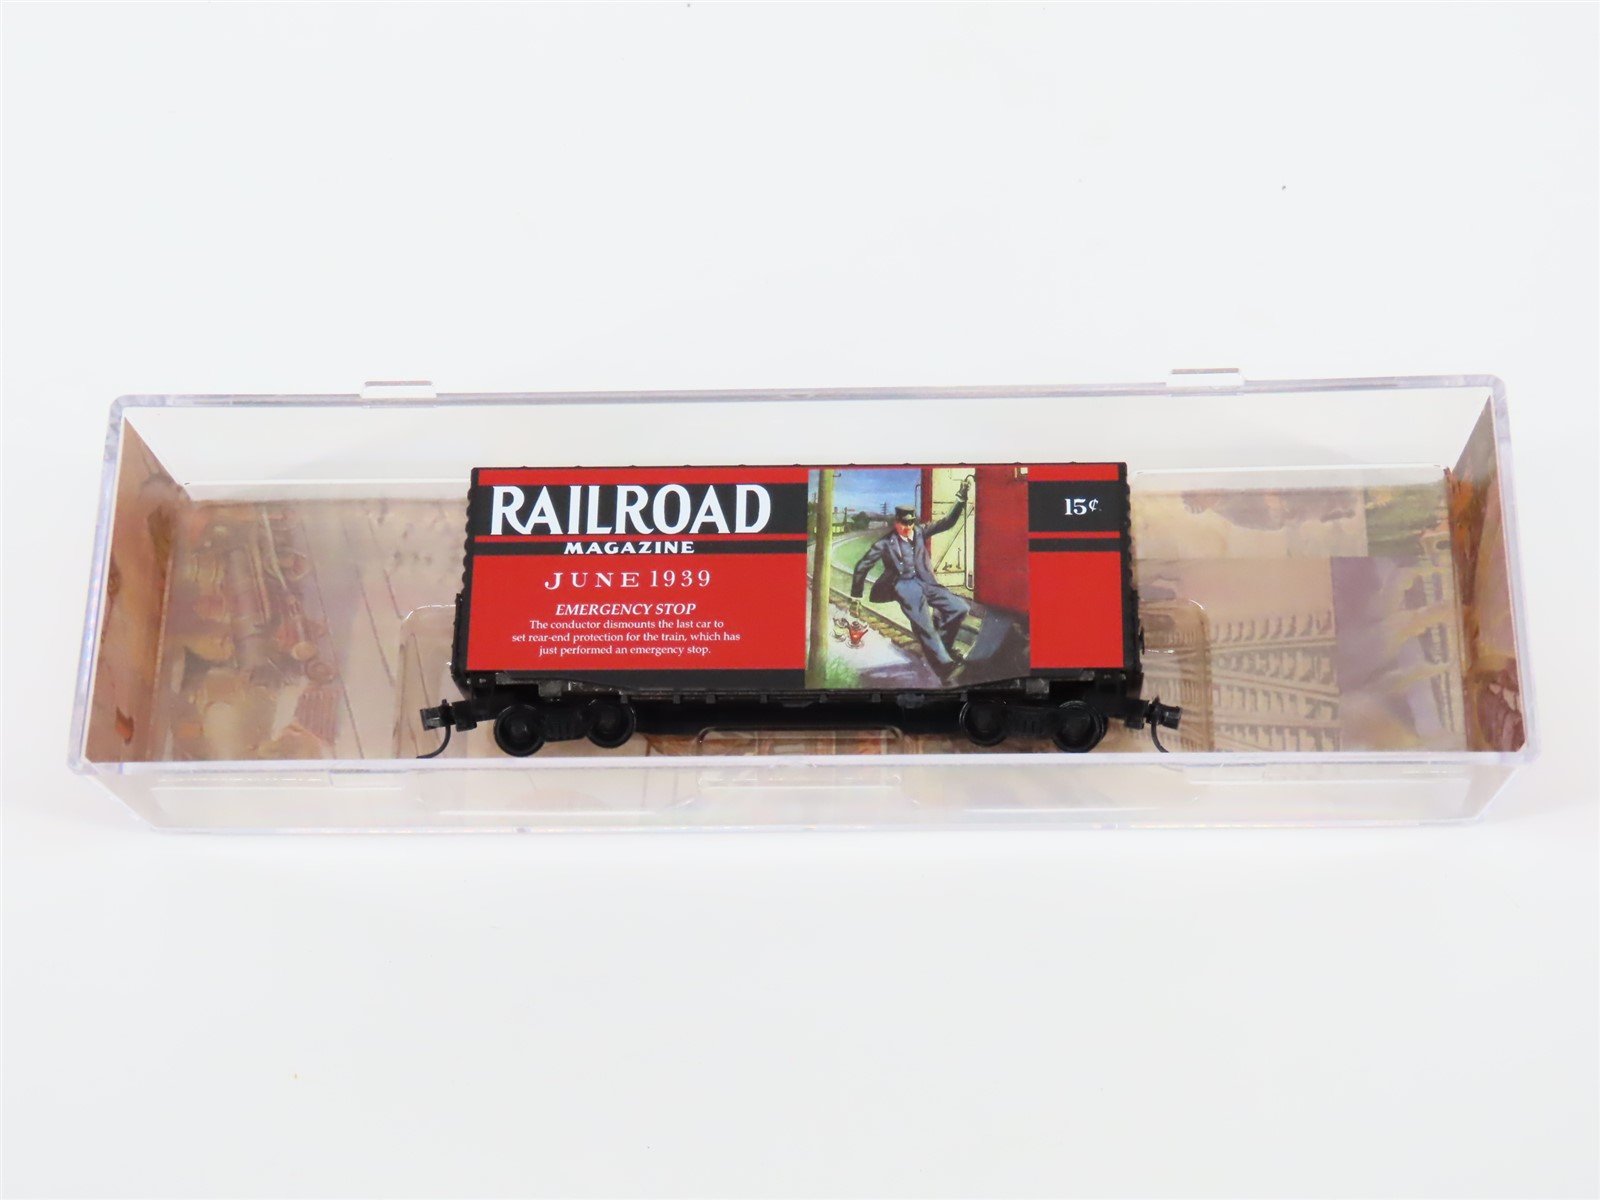 RAILROAD
MAGAZINE
JUNE 1939
EMERGENCY STOP
The conductor dismounts the last car to
set rear-end protection for the train, which has
just performed an emergency stop.
15¢